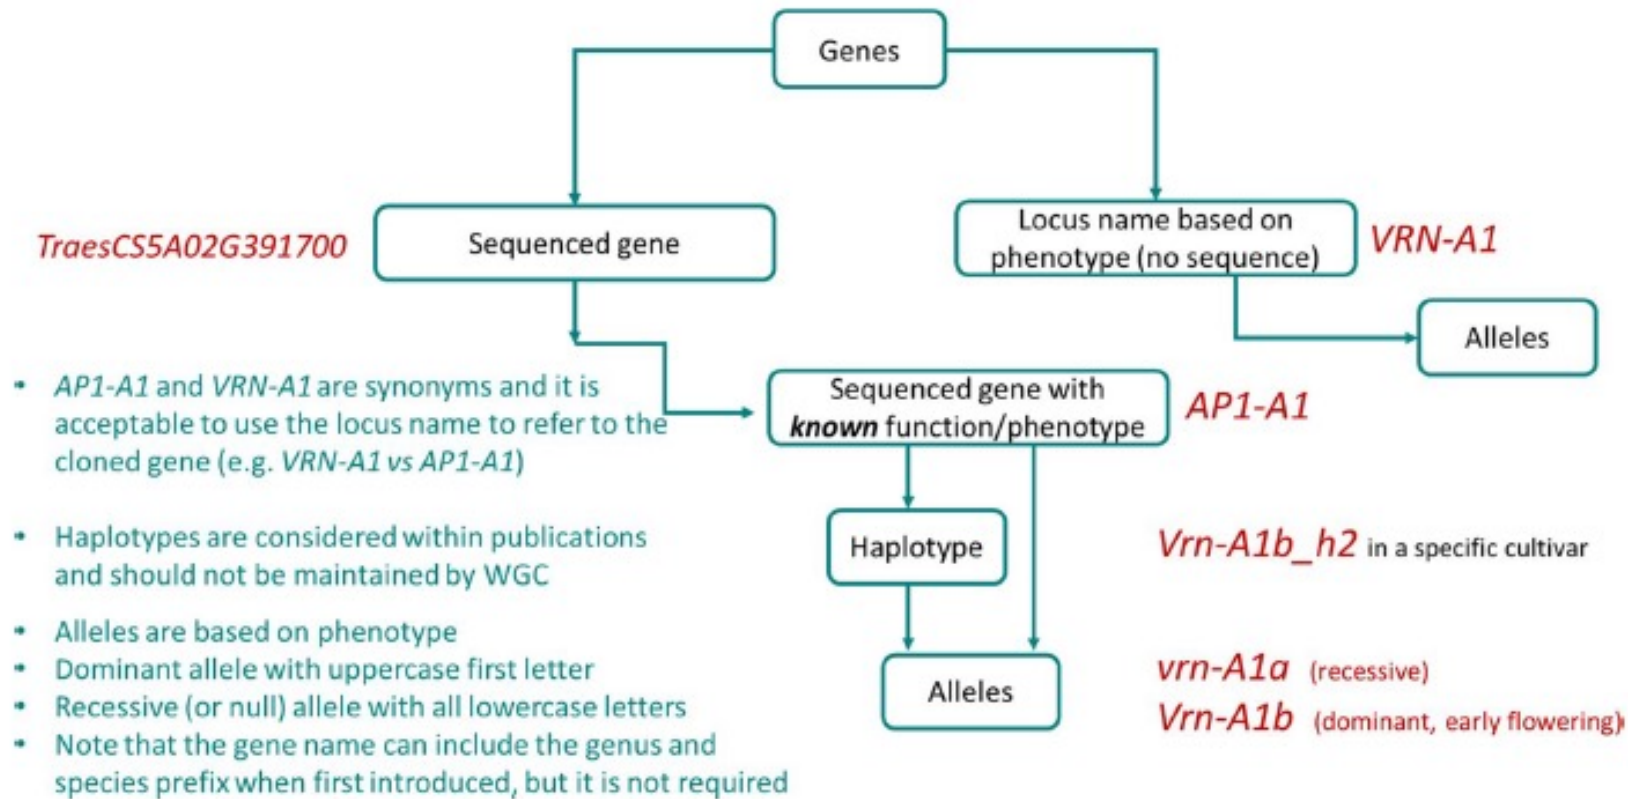 Genes
TraesCS5A02G391700
Sequenced gene
Locus name based on
phenotype (no sequence)
VRN-A1
Alleles
Sequenced gene with
known function/phenotype
AP1-A1
Haplotype
Vrn-A1b_h2 in a specific cultivar
Alleles
vrn-A1a (recessive)
Vrn-A1b (dominant, early flowering)
• AP1-A1 and VRN-A1 are synonyms and it is
acceptable to use the locus name to refer to the
cloned gene (e.g. VRN-A1 vs AP1-A1)
• Haplotypes are considered within publications
and should not be maintained by WGC
• Alleles are based on phenotype
• Dominant allele with uppercase first letter
• Recessive (or null) allele with all lowercase letters
• Note that the gene name can include the genus and
species prefix when first introduced, but it is not required